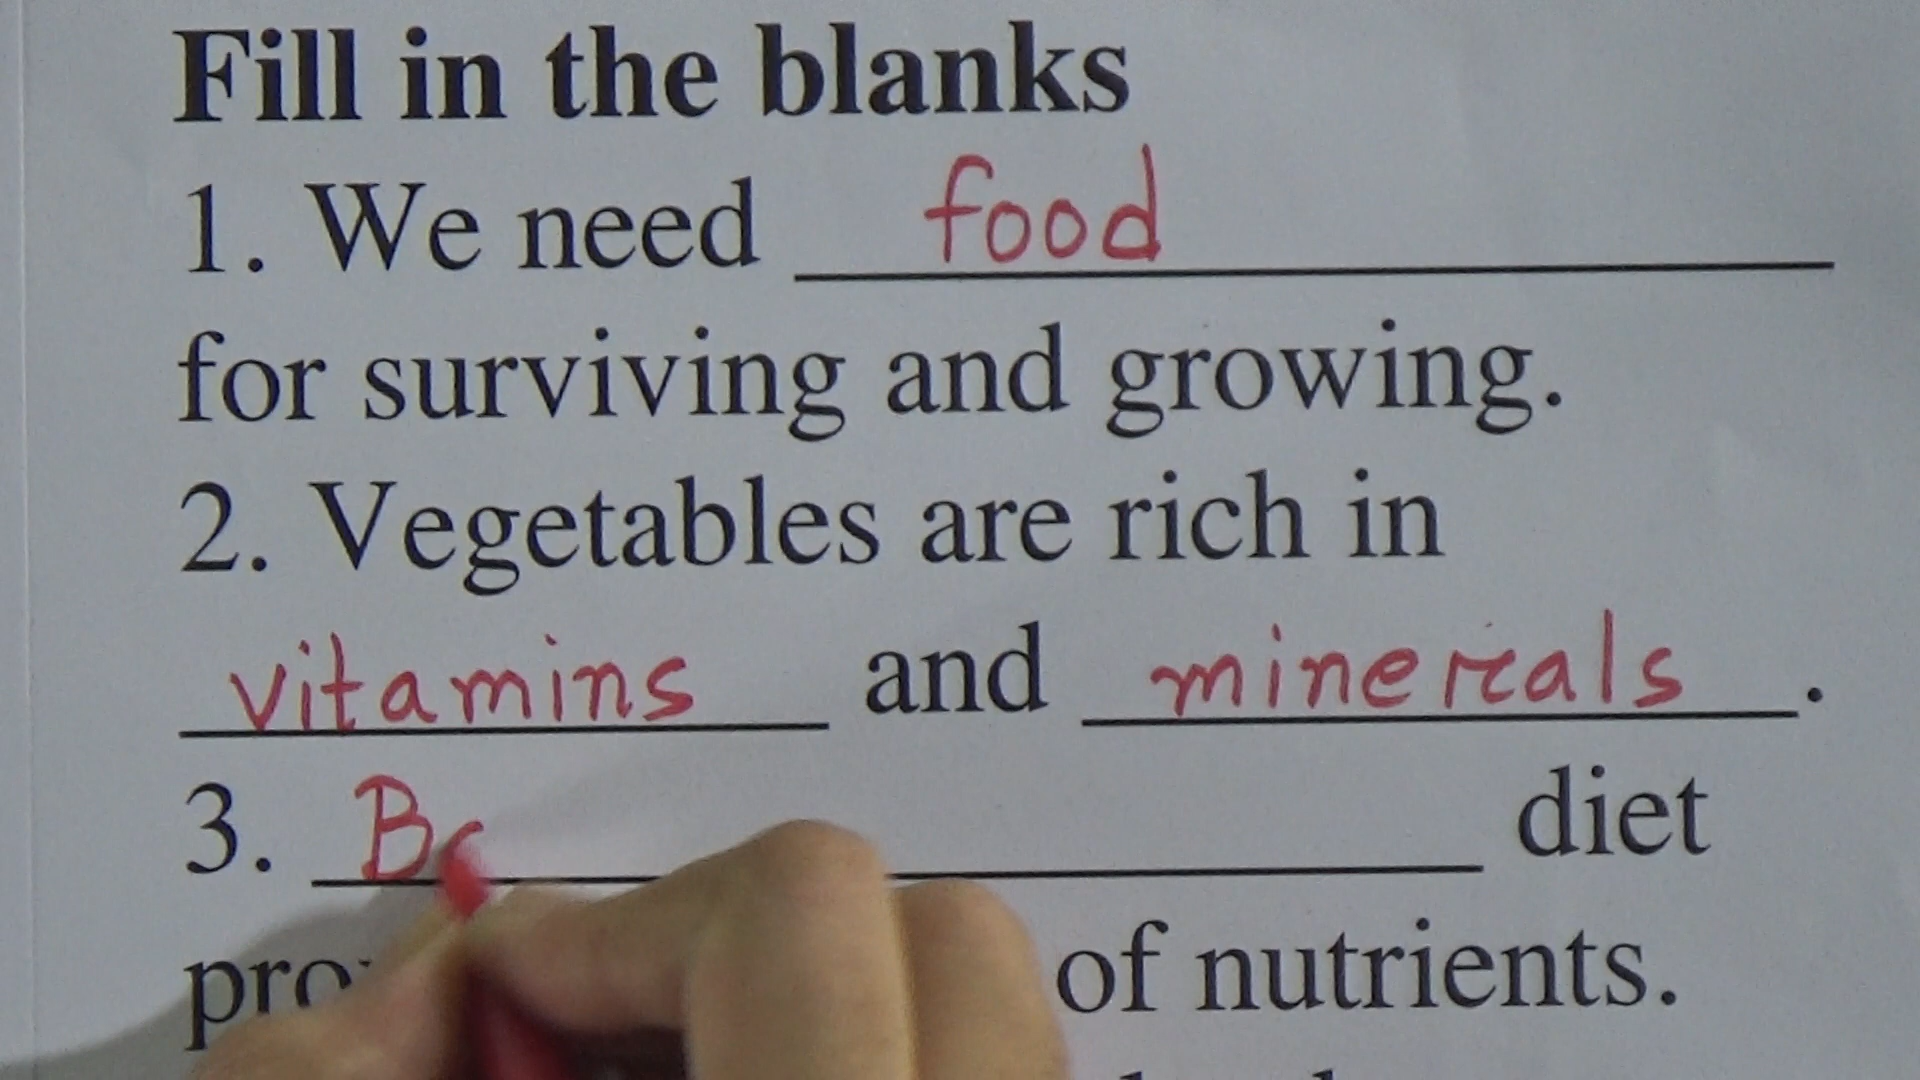 Fill in the blanks
1. We need food
for surviving and growing.
2. Vegetables are rich in
vitamins and minerals.
3. diet
of nutrients.